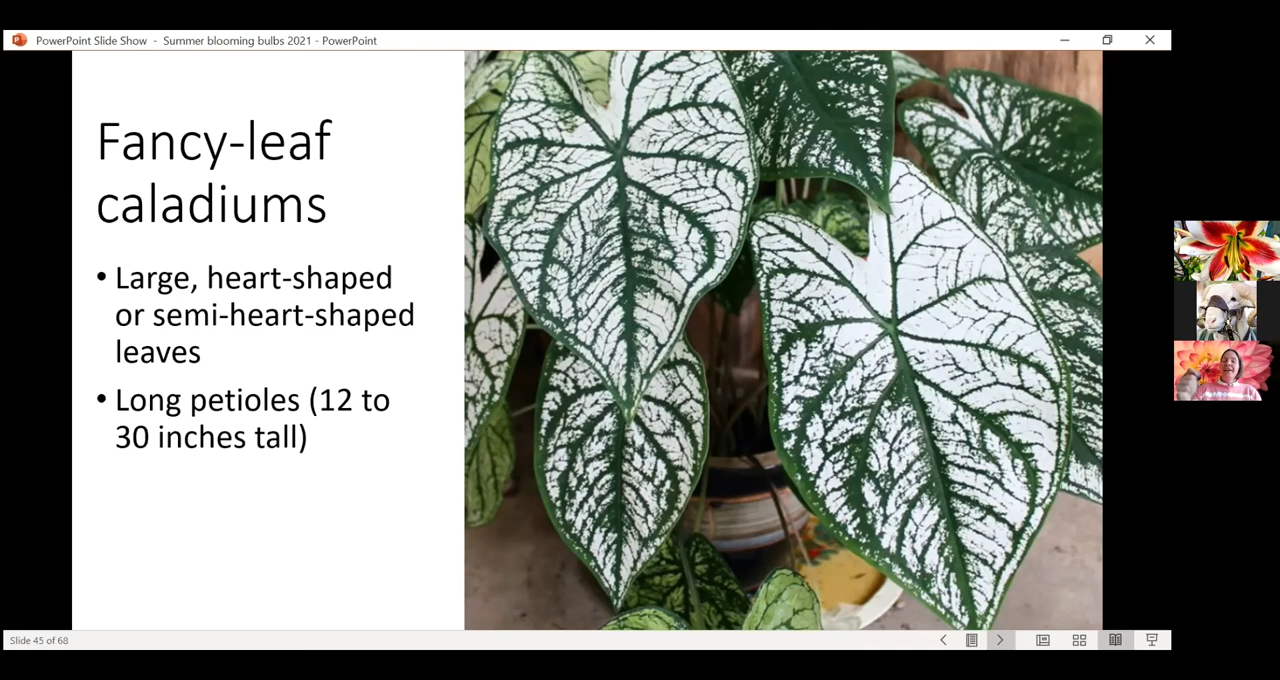 PowerPoint Slide Show - Summer blooming bulbs 2021 - PowerPoint
Fancy-leaf
caladiums
• Large, heart-shaped
or semi-heart-shaped
leaves
• Long petioles (12 to
30 inches tall)
Slide 45 of 68